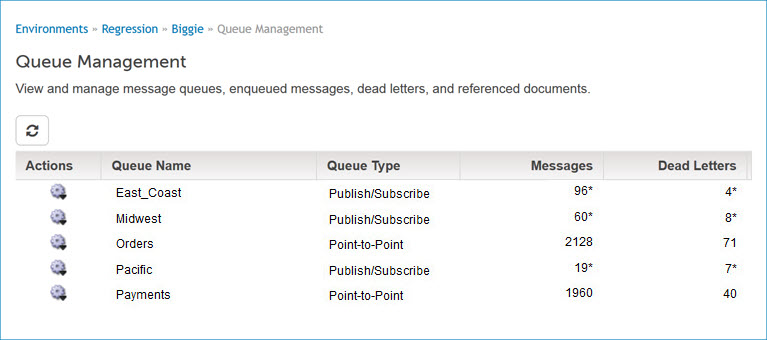 Environments » Regression » Biggie » Queue Management
Queue Management
View and manage message queues, enqueued messages, dead letters, and referenced documents.
Actions Queue Name Queue Type Messages Dead Letters
East_Coast Publish/Subscribe 96* 4*
Midwest Publish/Subscribe 60* 8*
Orders Point-to-Point 2128 71
Pacific Publish/Subscribe 19* 7*
Payments Point-to-Point 1960 40